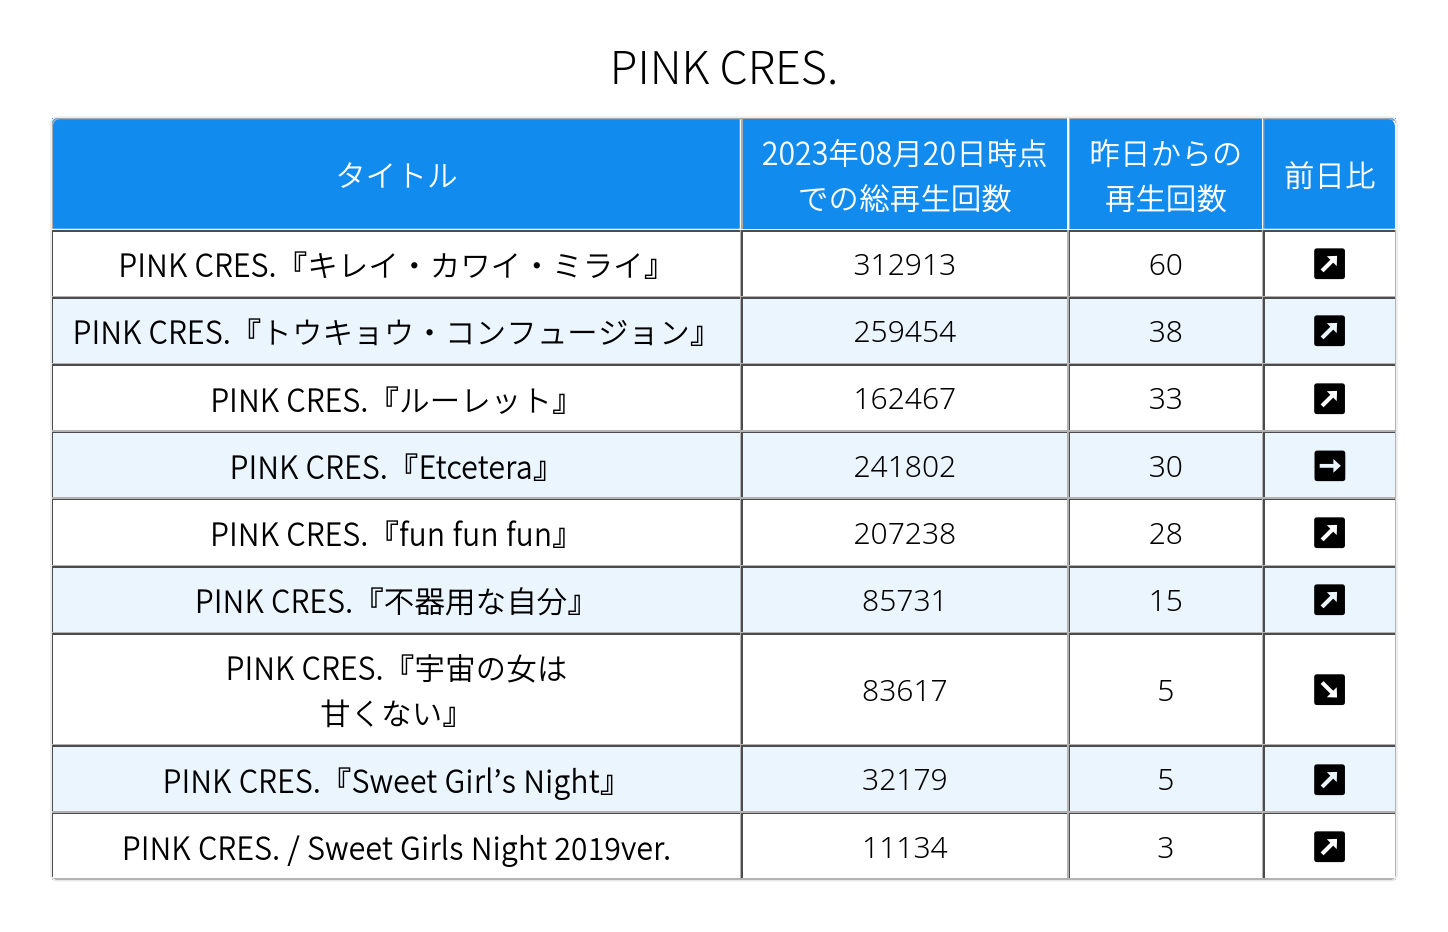 PINK CRES.
タイトル
2023年08月20日時点
での総再生回数
昨日からの
再生回数
前日比
PINK CRES.『キレイ・カワイ・ミライ』 312913 60
PINK CRES.『トウキョウ・コンフュージョン』 259454 38
PINK CRES.『ルーレット』 162467 33
PINK CRES.『Etcetera』 241802 30
PINK CRES.『fun fun fun』 207238 28
PINK CRES.『不器用な自分』 85731 15
PINK CRES.『宇宙の女は
甘くない』 83617 5
PINK CRES.『Sweet Girl’s Night』 32179 5
PINK CRES. / Sweet Girls Night 2019ver. 11134 3